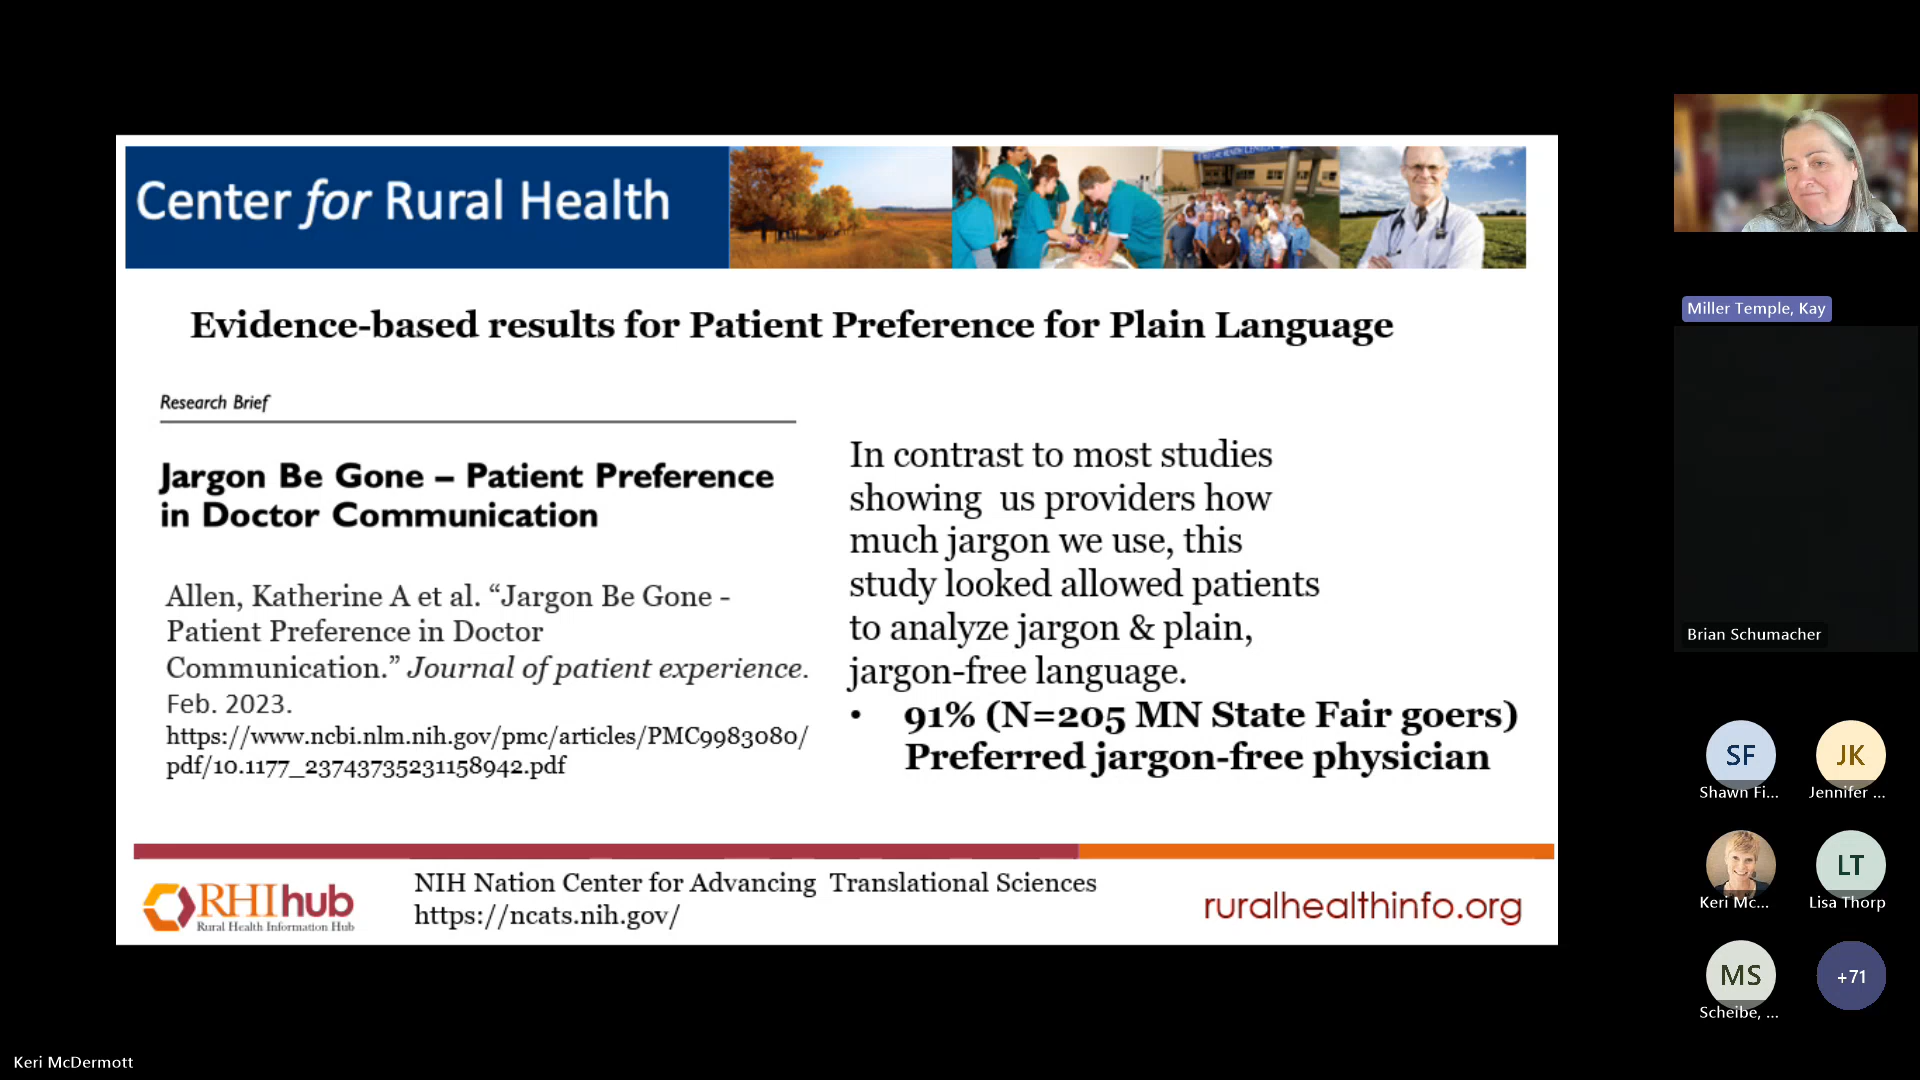 Center for Rural Health
Evidence-based results for Patient Preference for Plain Language
Research Brief
Jargon Be Gone – Patient Preference
in Doctor Communication
Allen, Katherine A et al. “Jargon Be Gone -
Patient Preference in Doctor
Communication.” Journal of patient experience.
Feb. 2023.
https://www.ncbi.nlm.nih.gov/pmc/articles/PMC9983080/
pdf/10.1177_23743735231158942.pdf
In contrast to most studies
showing  us providers how
much jargon we use, this
study looked allowed patients
to analyze jargon & plain,
jargon-free language.
• 91% (N=205 MN State Fair goers)
Preferred jargon-free physician
RHIhub
Rural Health Information Hub
NIH Nation Center for Advancing  Translational Sciences
https://ncats.nih.gov/
ruralhealthinfo.org
Miller Temple, Kay
Brian Schumacher
SF
Shawn Fi...
JK
Jennifer ...
Keri Mc...
LT
Lisa Thorp
MS
Scheibe, ...
+71
Keri McDermott